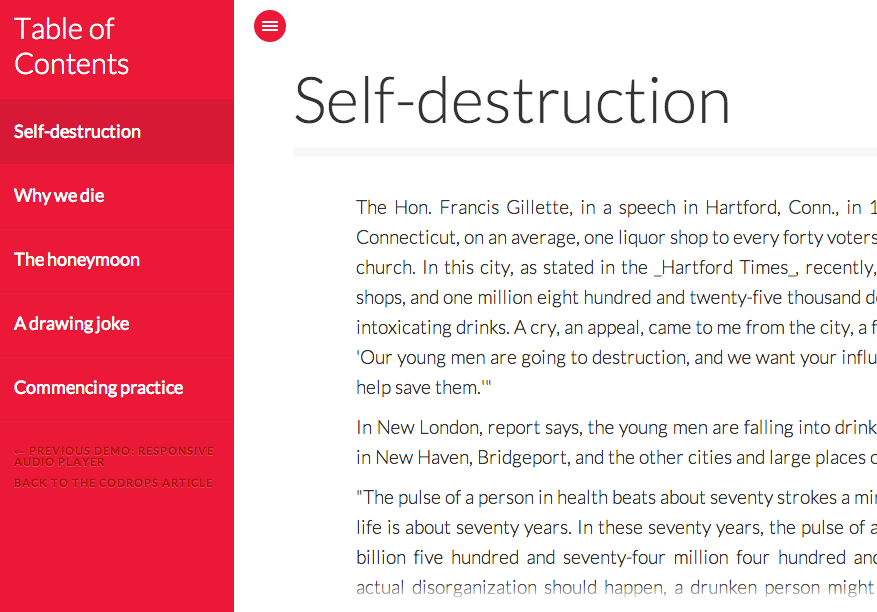 Table of
Contents
Self-destruction
Why we die
The honeymoon
A drawing joke
Commencing practice
← PREVIOUS DEMO: RESPONSIVE
AUDIO PLAYER
BACK TO THE CODROPS ARTICLE
Self-destruction
The Hon. Francis Gillette, in a speech in Hartford, Conn., in 1
Connecticut, on an average, one liquor shop to every forty voters
church. In this city, as stated in the _Hartford Times_, recently,
shops, and one million eight hundred and twenty-five thousand
intoxicating drinks. A cry, an appeal, came to me from the city, a
'Our young men are going to destruction, and we want your
help save them.'"
In New London, report says, the young men are falling into
in New Haven, Bridgeport, and the other cities and large places
"The pulse of a person in health beats about seventy strokes a
life is about seventy years. In these seventy years, the pulse of a
billion five hundred and seventy-four million four hundred
actual disorganization should happen, a drunken person might